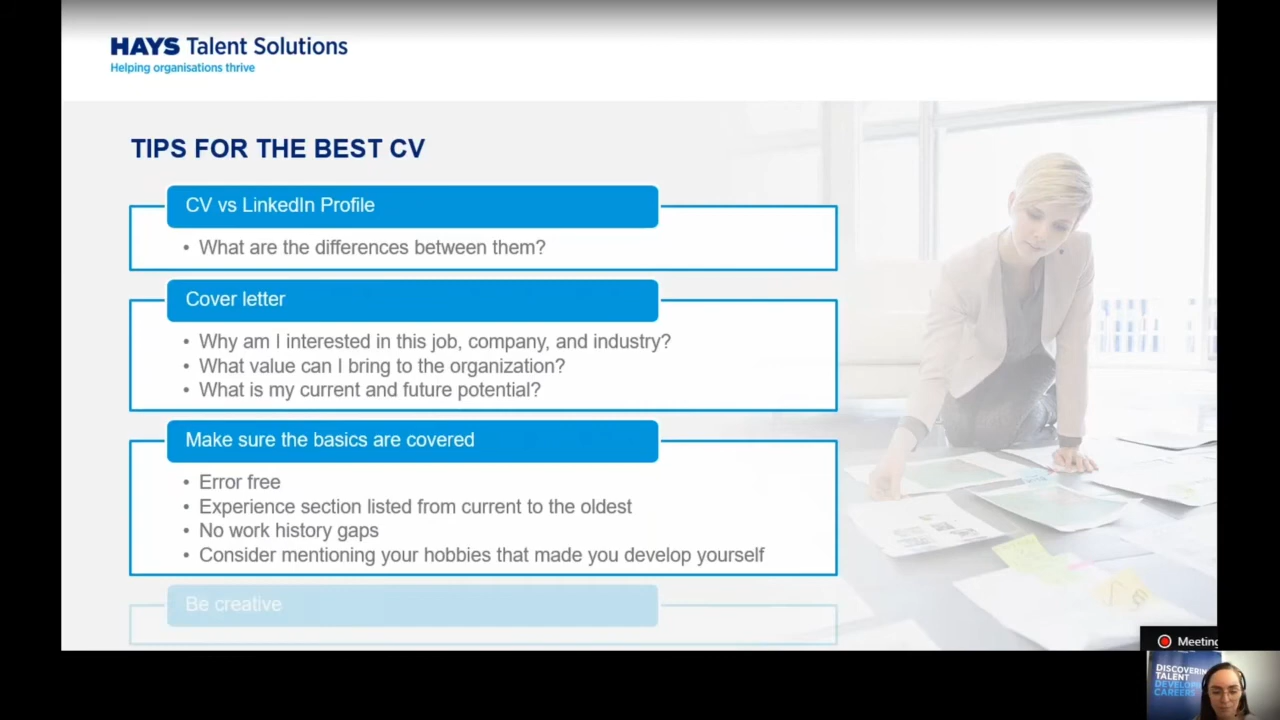 HAYS Talent Solutions
Helping organisations thrive
TIPS FOR THE BEST CV
CV vs LinkedIn Profile
• What are the differences between them?
Cover letter
• Why am I interested in this job, company, and industry?
• What value can I bring to the organization?
• What is my current and future potential?
Make sure the basics are covered
• Error free
• Experience section listed from current to the oldest
• No work history gaps
• Consider mentioning your hobbies that made you develop yourself
Be creative
Meeting
DISCOVERIN
TALENT
DEVELOPI
CAREERS